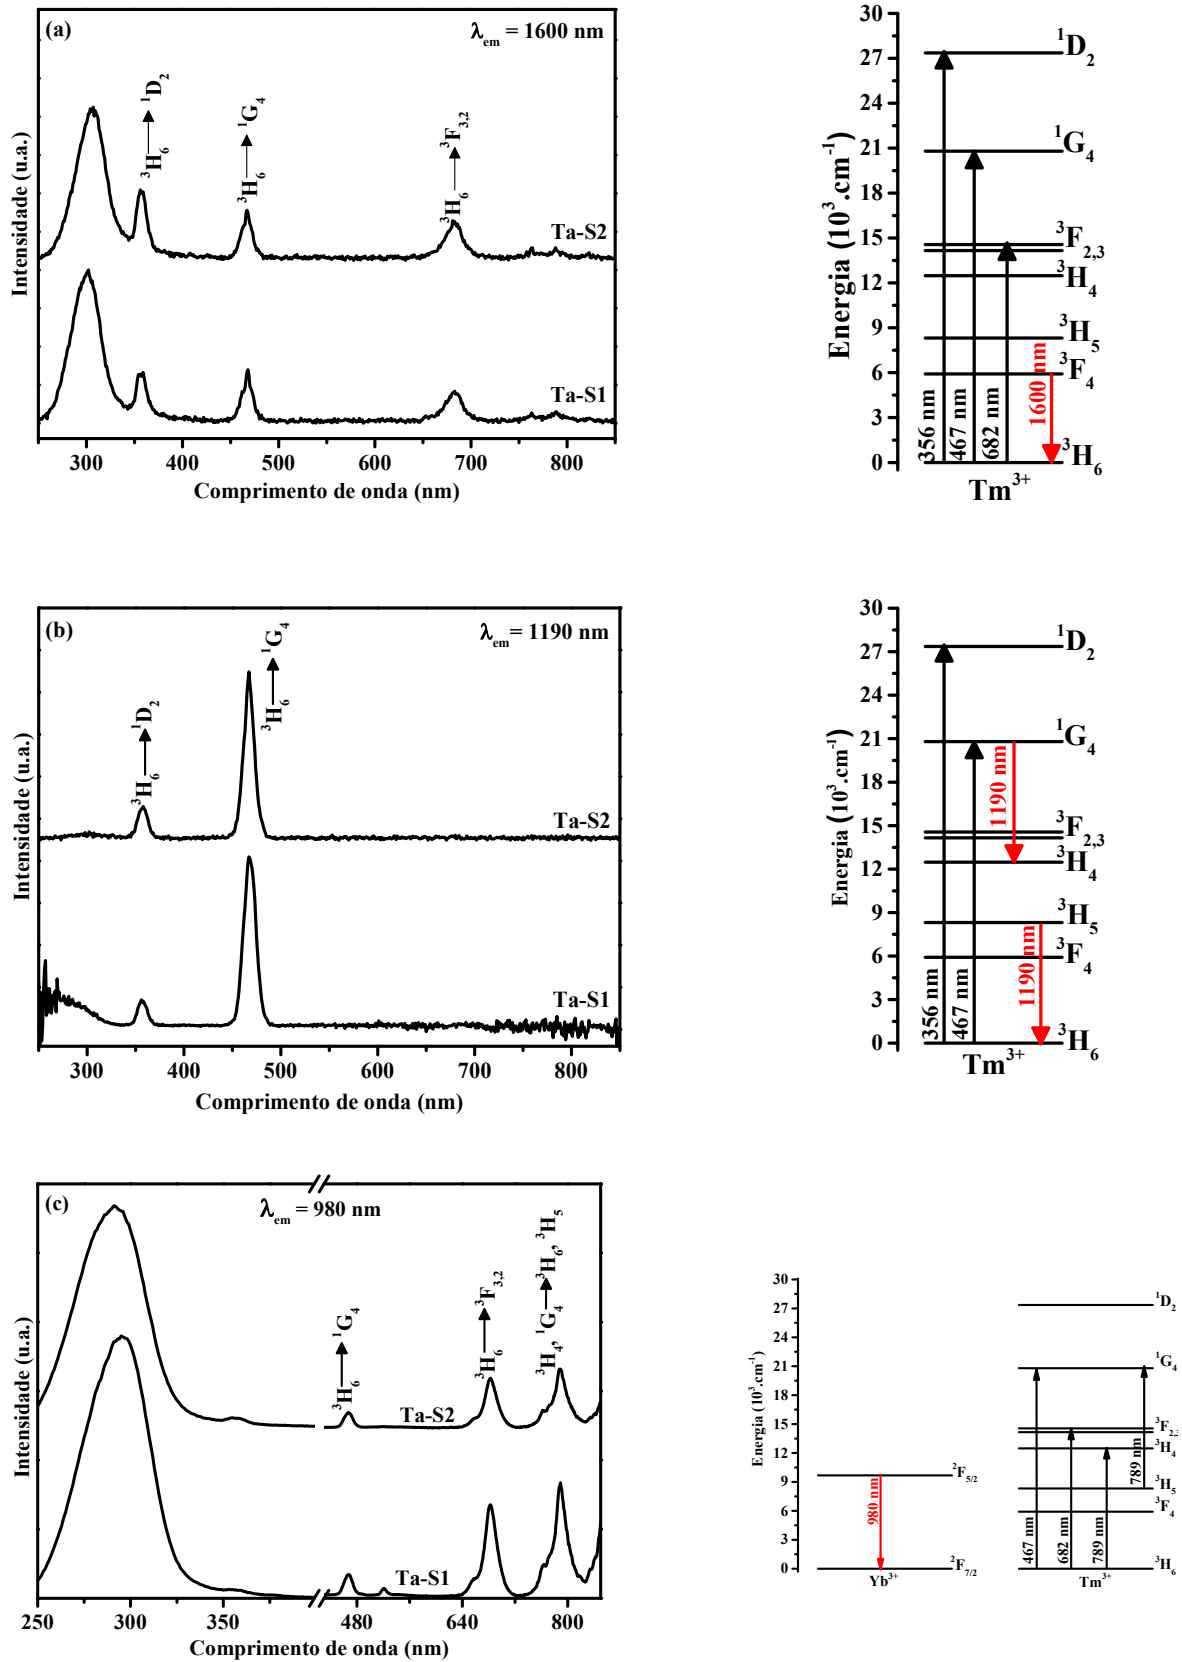 (a)
λem = 1600 nm
Intensidade (u.a.)
³H₆ ¹D₂
³H₆ ¹G₄
³H₆ ³F₃,₂
Ta-S2
Ta-S1
300 400 500 600 700 800
Comprimento de onda (nm)
Energia (10³.cm⁻¹)
30
27
24
21
18
15
12
9
6
3
0
¹D₂
¹G₄
³F₂,₃
³H₄
³H₅
³F₄
³H₆
356 nm
467 nm
682 nm
1600 nm
Tm³⁺
(b)
λem= 1190 nm
Intensidade (u.a.)
³H₆ ¹D₂
³H₆ ¹G₄
Ta-S2
Ta-S1
300 400 500 600 700 800
Comprimento de onda (nm)
Energia (10³.cm⁻¹)
30
27
24
21
18
15
12
9
6
3
0
¹D₂
¹G₄
³F₂,₃
³H₄
³H₅
³F₄
³H₆
356 nm
467 nm
1190 nm
1190 nm
Tm³⁺
(c)
λem = 980 nm
Intensidade (u.a.)
³H₆ ¹G₄
³H₆ ³F₃,₂
³H₄, ¹G₄ ³H₆, ³H₅
Ta-S2
Ta-S1
250 300 350 480 640 800
Comprimento de onda (nm)
Energia (10³.cm⁻¹)
30
27
24
21
18
15
12
9
6
3
0
²F₅/₂
²F₇/₂
980 nm
Yb³⁺
¹D₂
¹G₄
³F₂,₃
³H₄
³H₅
³F₄
³H₆
467 nm
682 nm
789 nm
789 nm
Tm³⁺